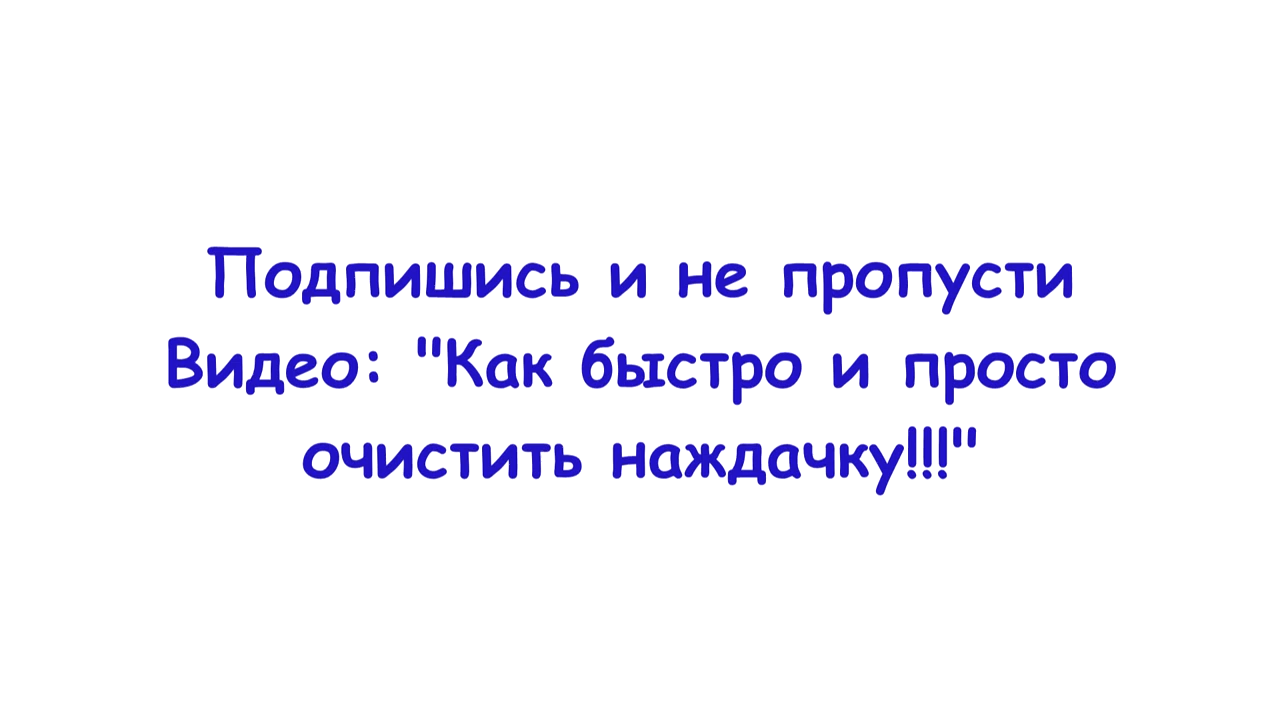 Подпишись и не пропусти
Видео: "Как быстро и просто
очистить наждачку!!!"